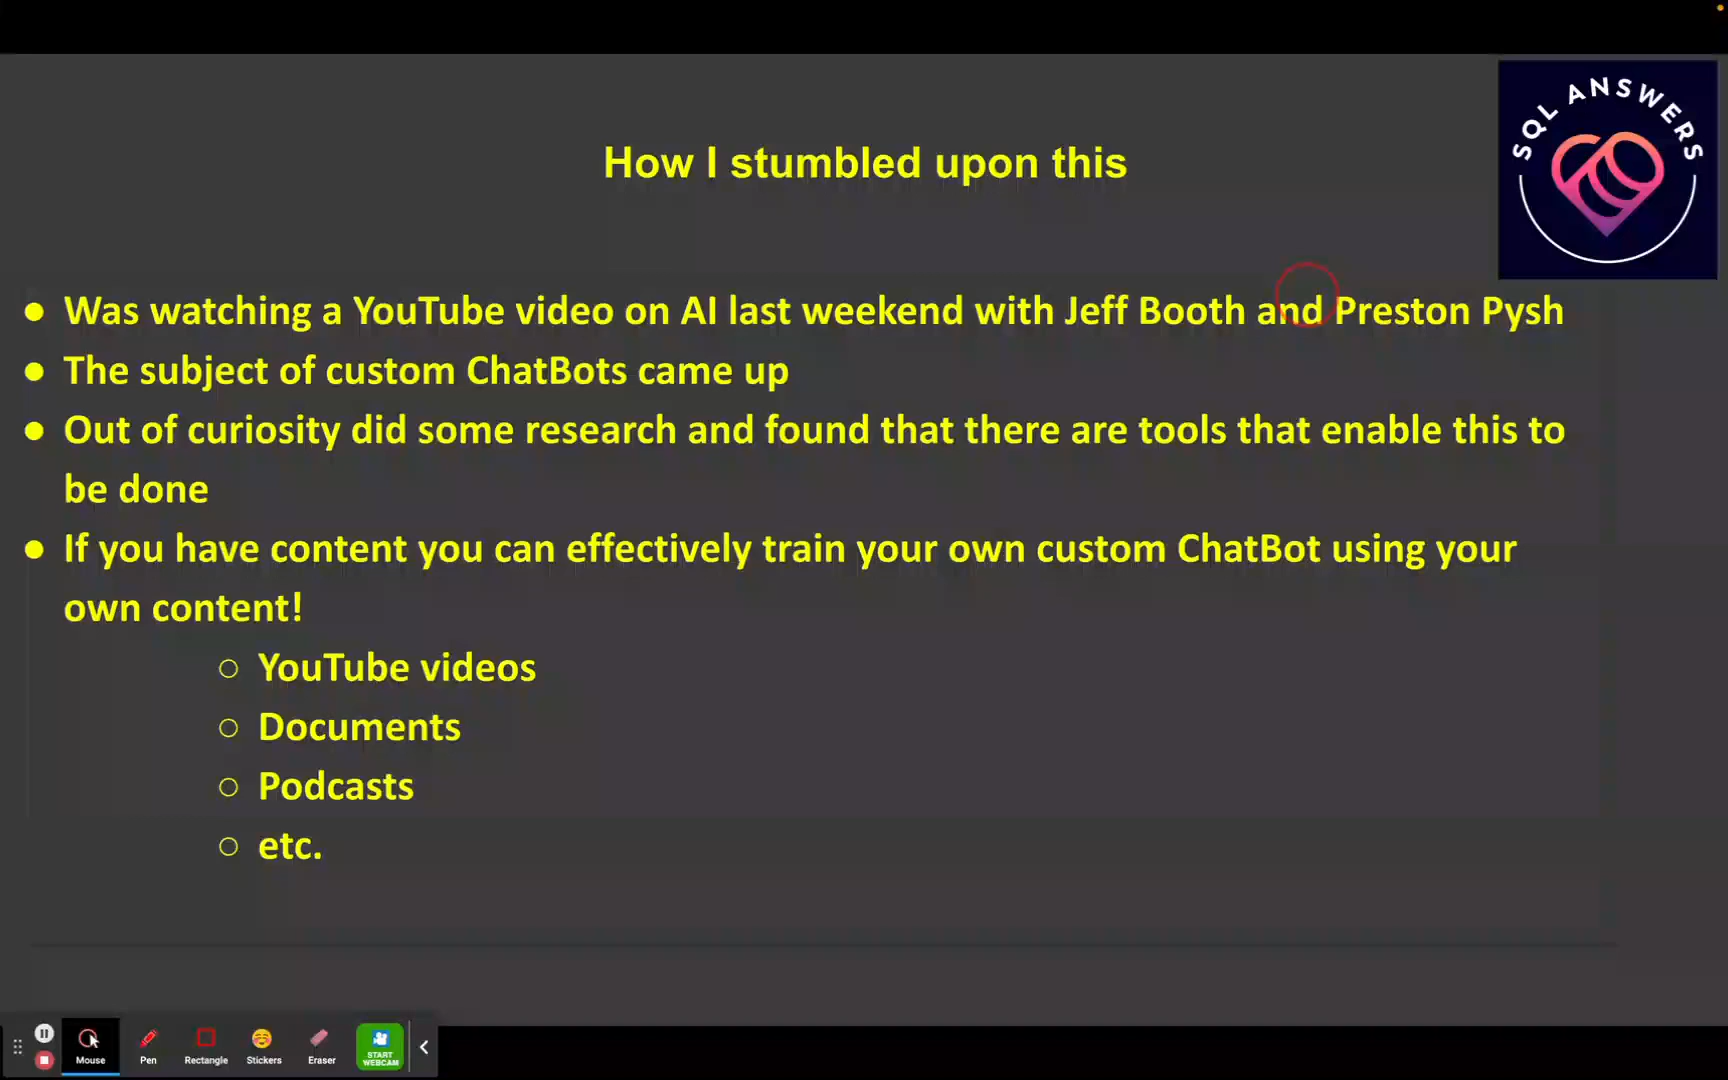 SQL ANSWERS
How I stumbled upon this
● Was watching a YouTube video on AI last weekend with Jeff Booth and Preston Pysh
● The subject of custom ChatBots came up
● Out of curiosity did some research and found that there are tools that enable this to
be done
● If you have content you can effectively train your own custom ChatBot using your
own content!
○ YouTube videos
○ Documents
○ Podcasts
○ etc.
Mouse Pen Rectangle Stickers Eraser START
WEBCAM